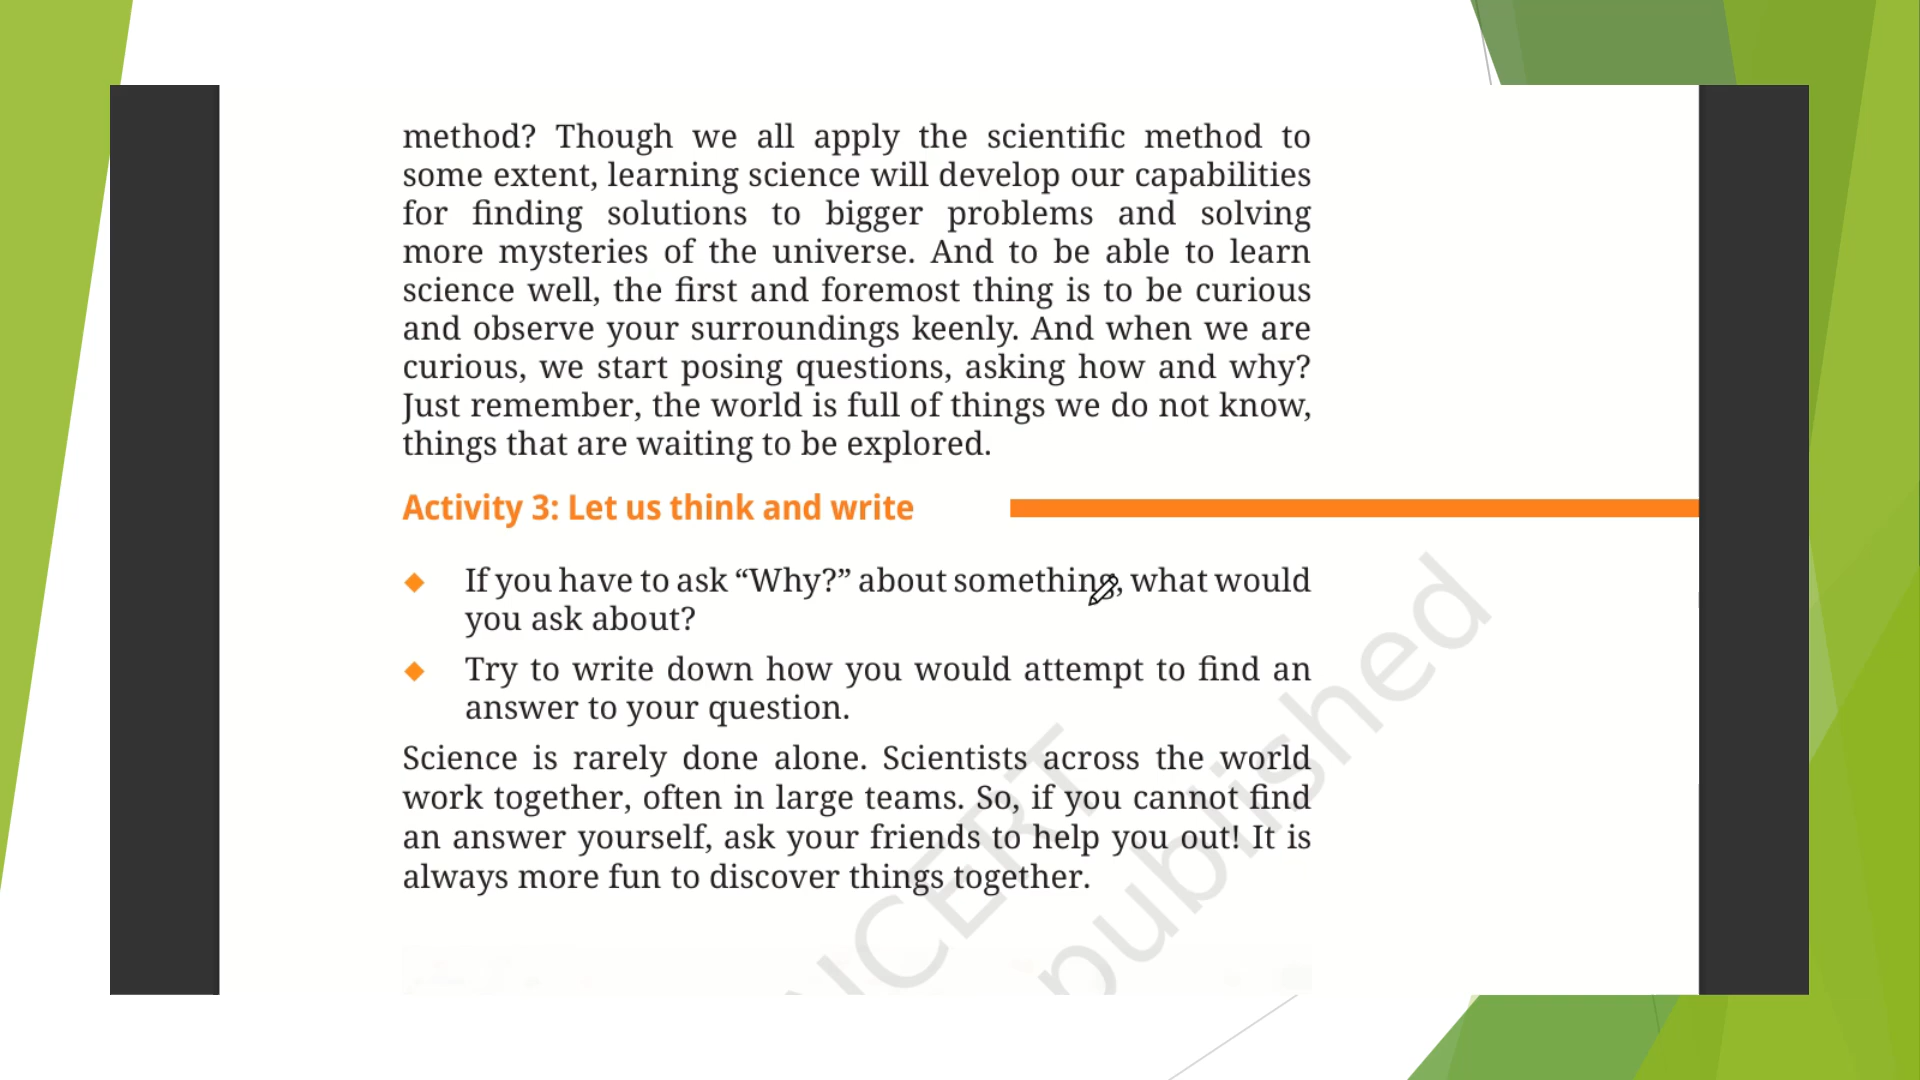 method? Though we all apply the scientific method to
some extent, learning science will develop our capabilities
for finding solutions to bigger problems and solving
more mysteries of the universe. And to be able to learn
science well, the first and foremost thing is to be curious
and observe your surroundings keenly. And when we are
curious, we start posing questions, asking how and why?
Just remember, the world is full of things we do not know,
things that are waiting to be explored.
Activity 3: Let us think and write
If you have to ask “Why?” about something, what would
you ask about?
Try to write down how you would attempt to find an
answer to your question.
Science is rarely done alone. Scientists across the world
work together, often in large teams. So, if you cannot find
an answer yourself, ask your friends to help you out! It is
always more fun to discover things together.
NCERT
published